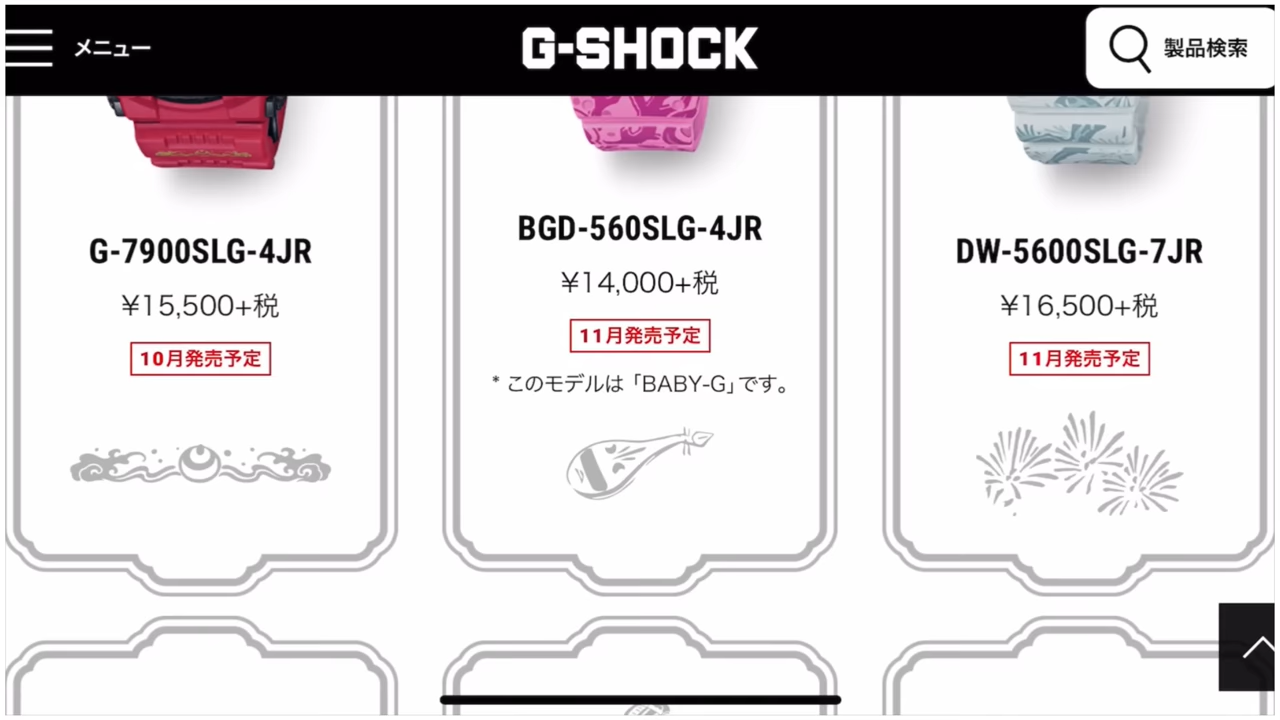 メニュー
G-SHOCK
製品検索
G-7900SLG-4JR
¥15,500+税
10月発売予定
BGD-560SLG-4JR
¥14,000+税
11月発売予定
* このモデルは「BABY-G」です。
DW-5600SLG-7JR
¥16,500+税
11月発売予定